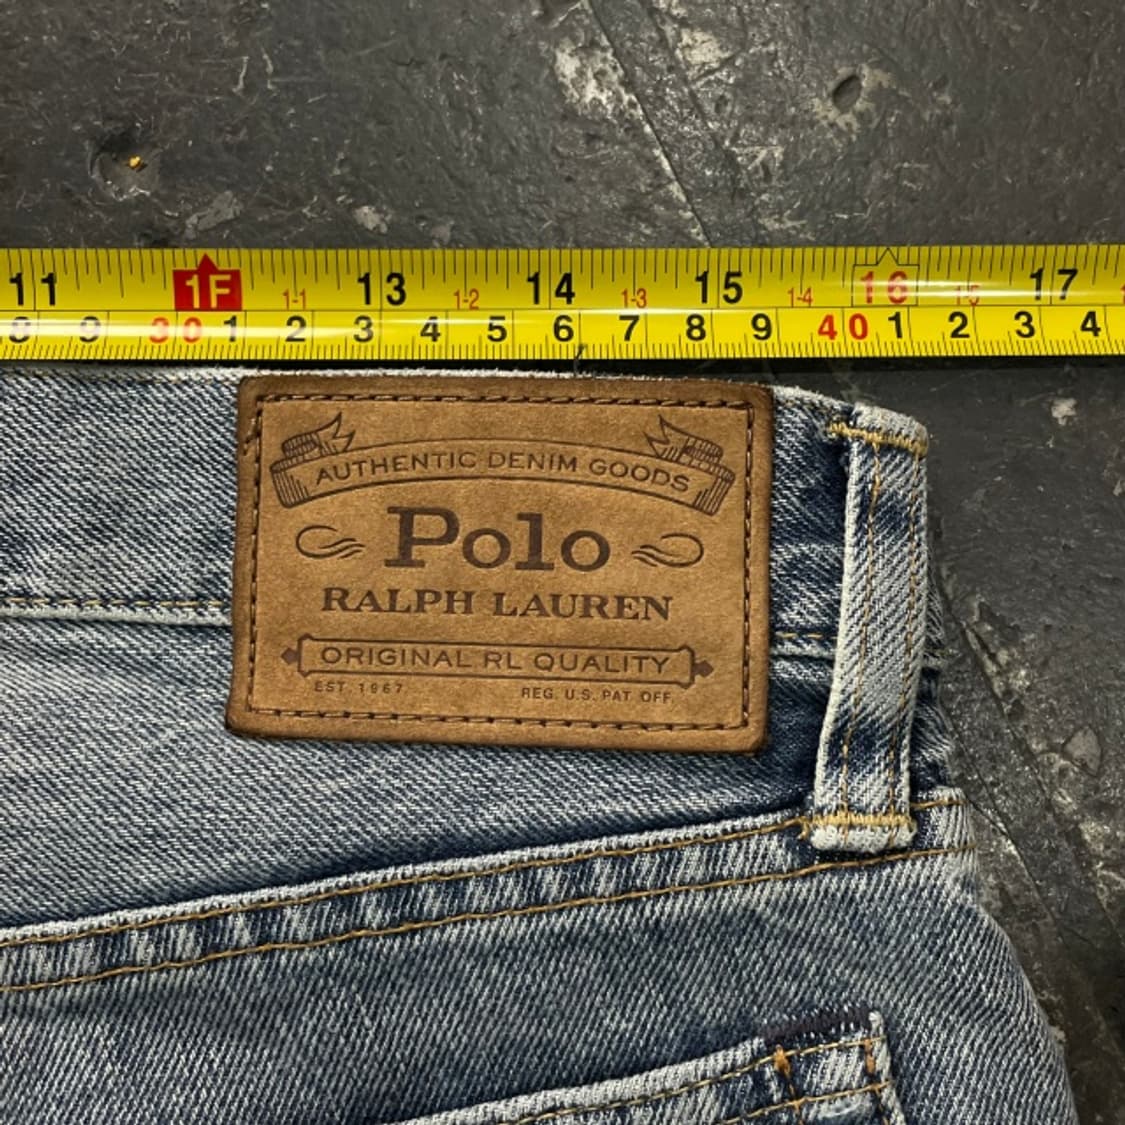 11 1F 1-1 13 1-2 14 1-3 15 1-4 16 1-5 17
8 9 30 1 2 3 4 5 6 7 8 9 40 1 2 3 4
AUTHENTIC DENIM GOODS
Polo
RALPH LAUREN
ORIGINAL RL QUALITY
EST. 1967 REG. U.S. PAT. OFF.